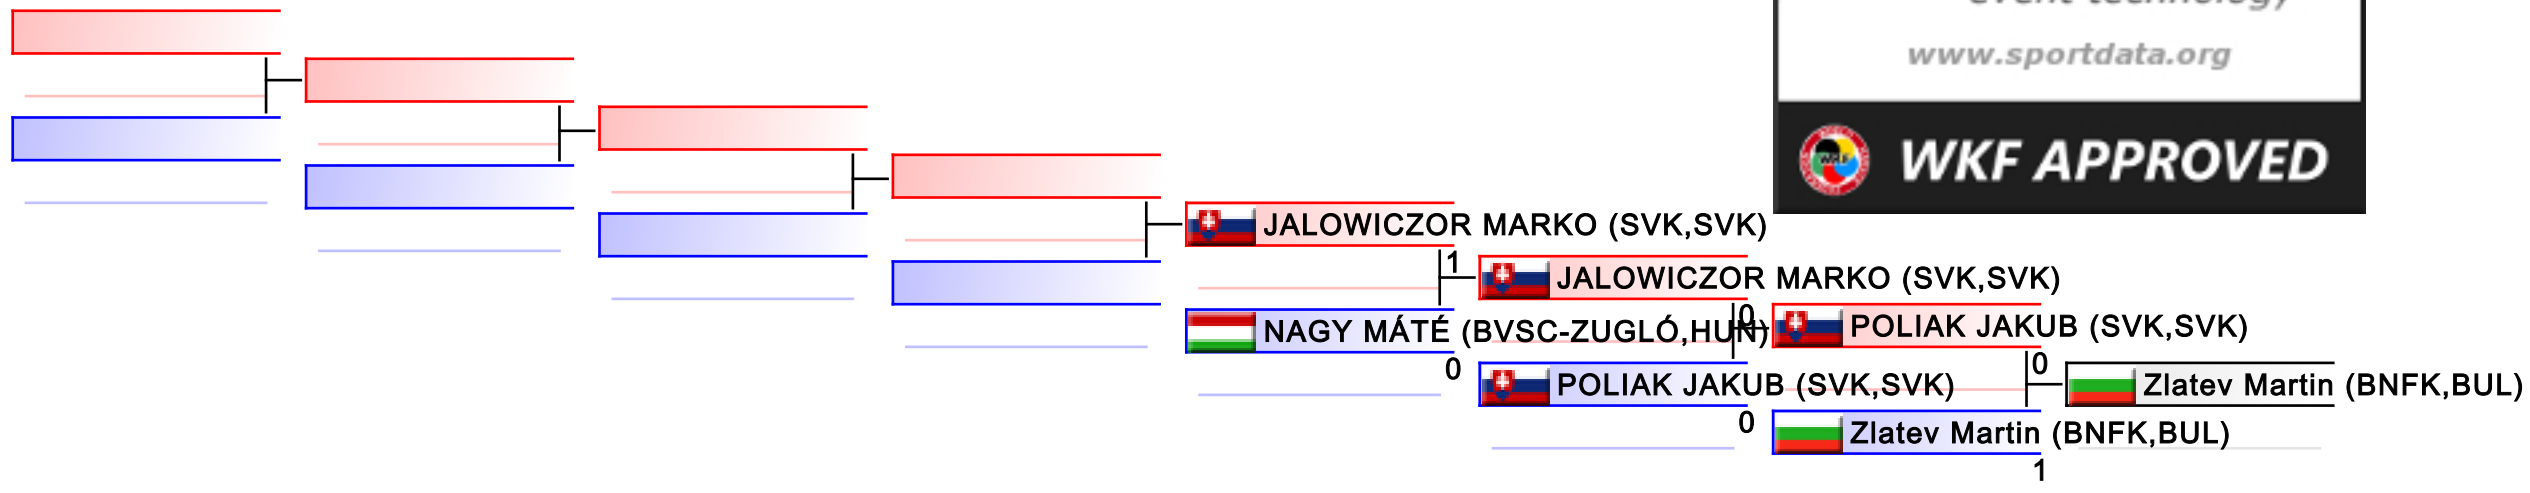 event technology
www.sportdata.org
WKF APPROVED
JALOWICZOR MARKO (SVK,SVK)
1
JALOWICZOR MARKO (SVK,SVK)
0
NAGY MÁTÉ (BVSC-ZUGLÓ,HUN)
POLIAK JAKUB (SVK,SVK)
0
0
POLIAK JAKUB (SVK,SVK)
Zlatev Martin (BNFK,BUL)
0
Zlatev Martin (BNFK,BUL)
1